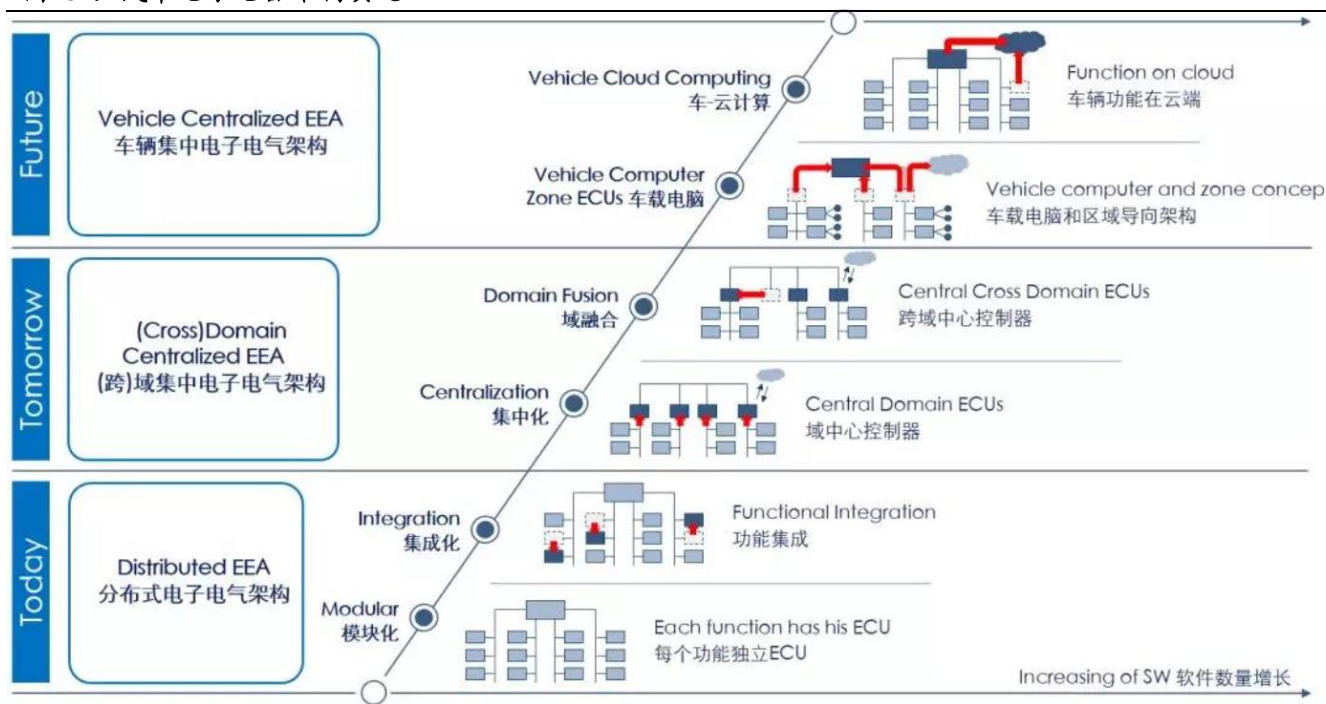 Future
Vehicle Centralized EEA
车辆集中电子电气架构
Vehicle Cloud Computing
车-云计算
Function on cloud
车辆功能在云端
Vehicle Computer
Zone ECUs 车载电脑
Vehicle computer and zone concep
车载电脑和区域导向架构
Tomorrow
(Cross)Domain
Centralized EEA
(跨)域集中电子电气架构
Domain Fusion
域融合
Central Cross Domain ECUs
跨域中心控制器
Centralization
集中化
Central Domain ECUs
域中心控制器
Today
Distributed EEA
分布式电子电气架构
Integration
集成化
Functional Integration
功能集成
Modular
模块化
Each function has his ECU
每个功能独立ECU
Increasing of SW 软件数量增长